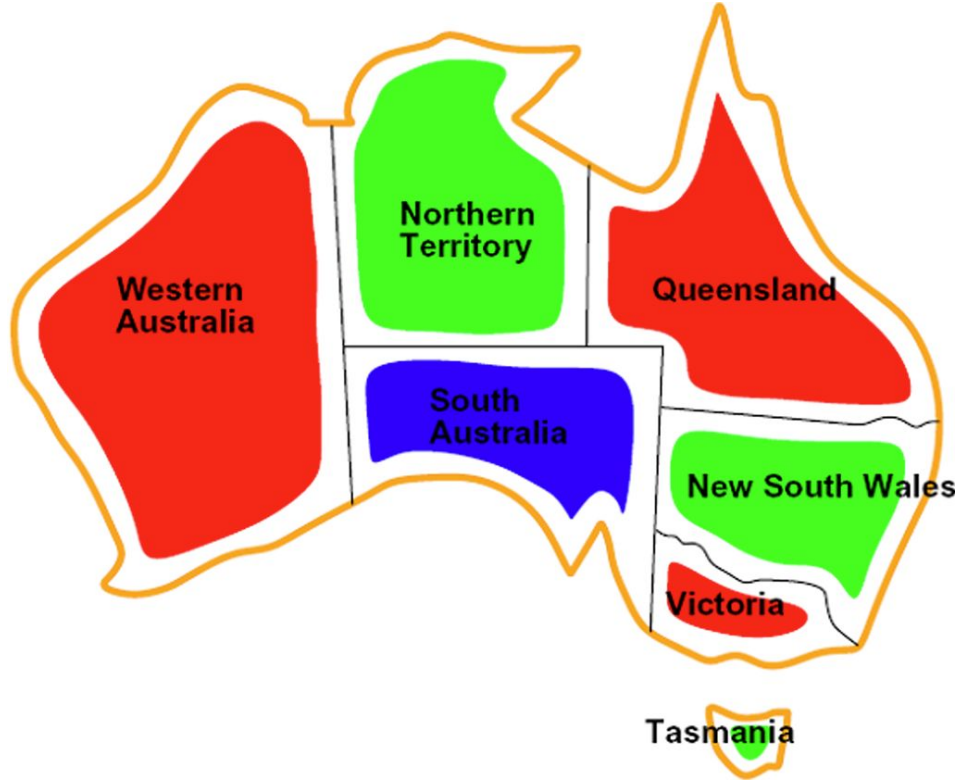 Northern
Territory
Western
Australia
Queensland
South
Australia
New South Wales
Victoria
Tasmania